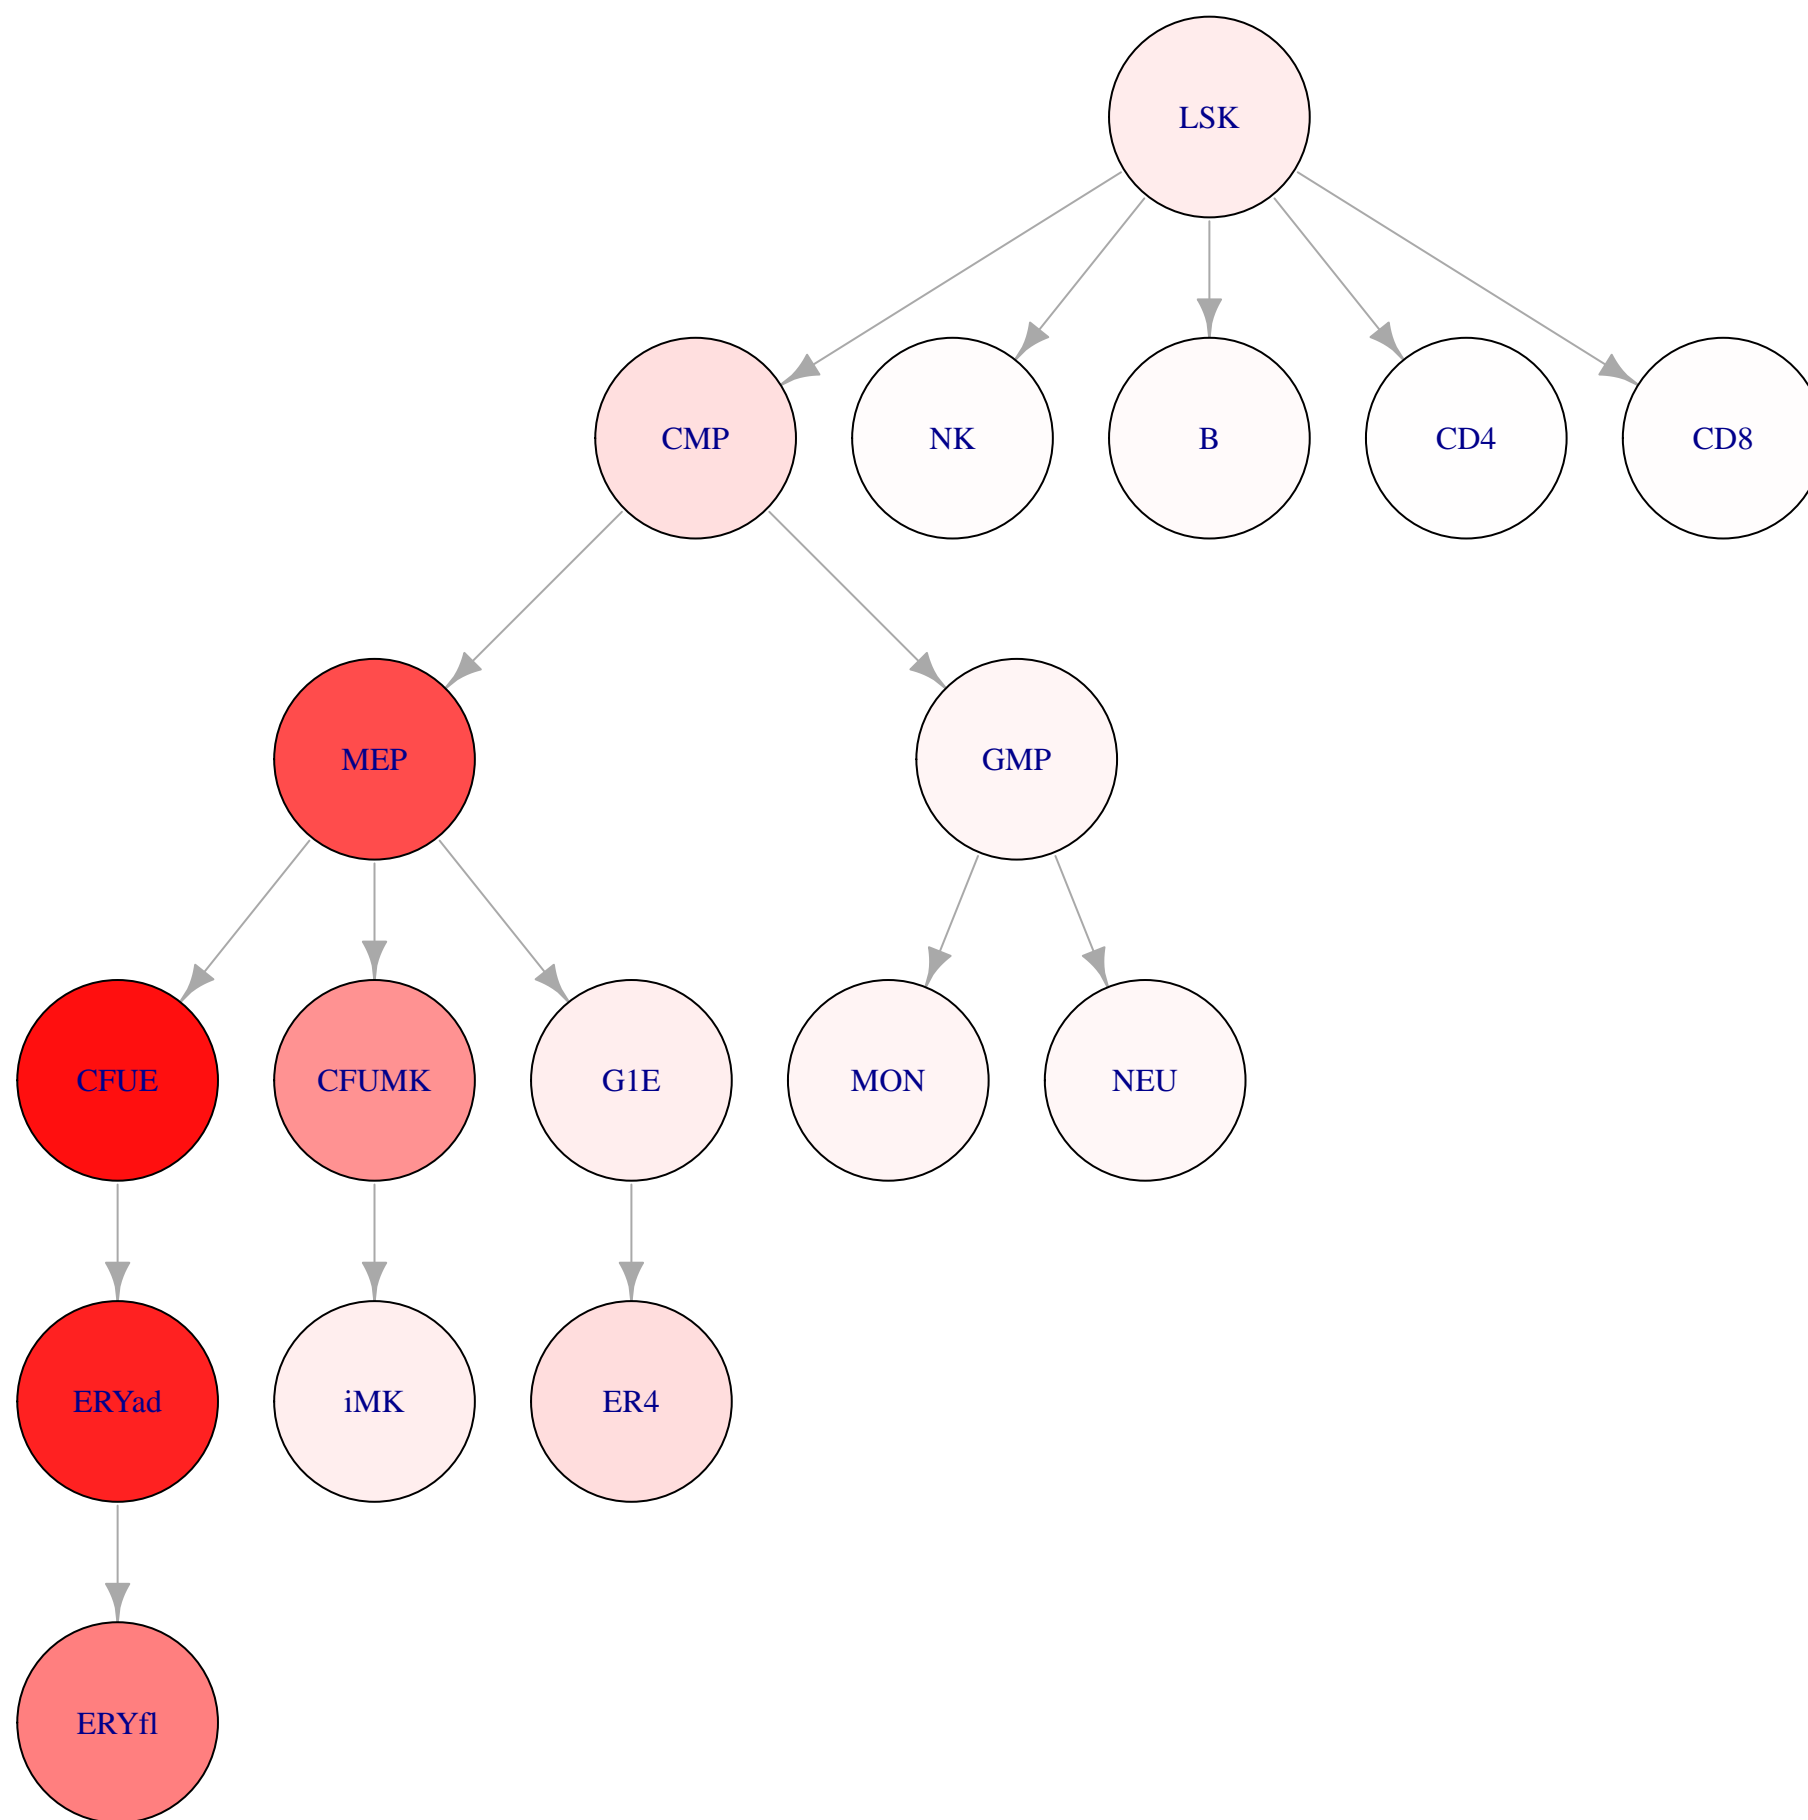 LSK
CMP
NK
B
CD4
CD8
MEP
GMP
CFUE
CFUMK
G1E
MON
NEU
ERYad
iMK
ER4
ERYfl